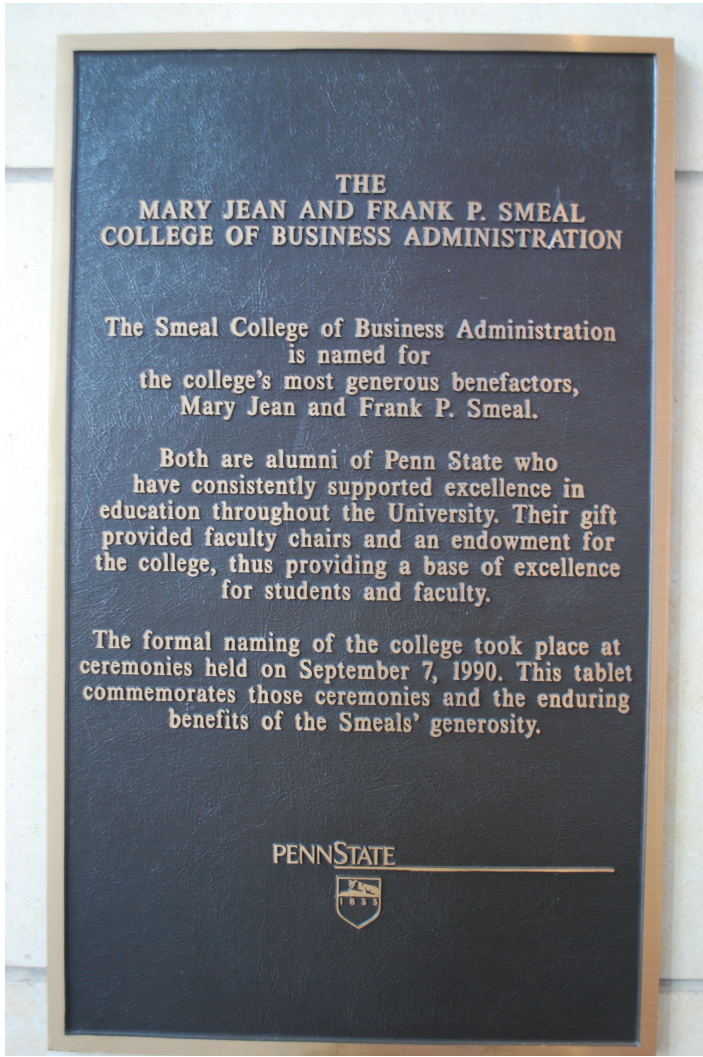 THE
MARY JEAN AND FRANK P. SMEAL
COLLEGE OF BUSINESS ADMINISTRATION
The Smeal College of Business Administration
is named for
the college's most generous benefactors,
Mary Jean and Frank P. Smeal.
Both are alumni of Penn State who
have consistently supported excellence in
education throughout the University. Their gift
provided faculty chairs and an endowment for
the college, thus providing a base of excellence
for students and faculty.
The formal naming of the college took place at
ceremonies held on September 7, 1990. This tablet
commemorates those ceremonies and the enduring
benefits of the Smeals' generosity.
PENNSTATE
1855